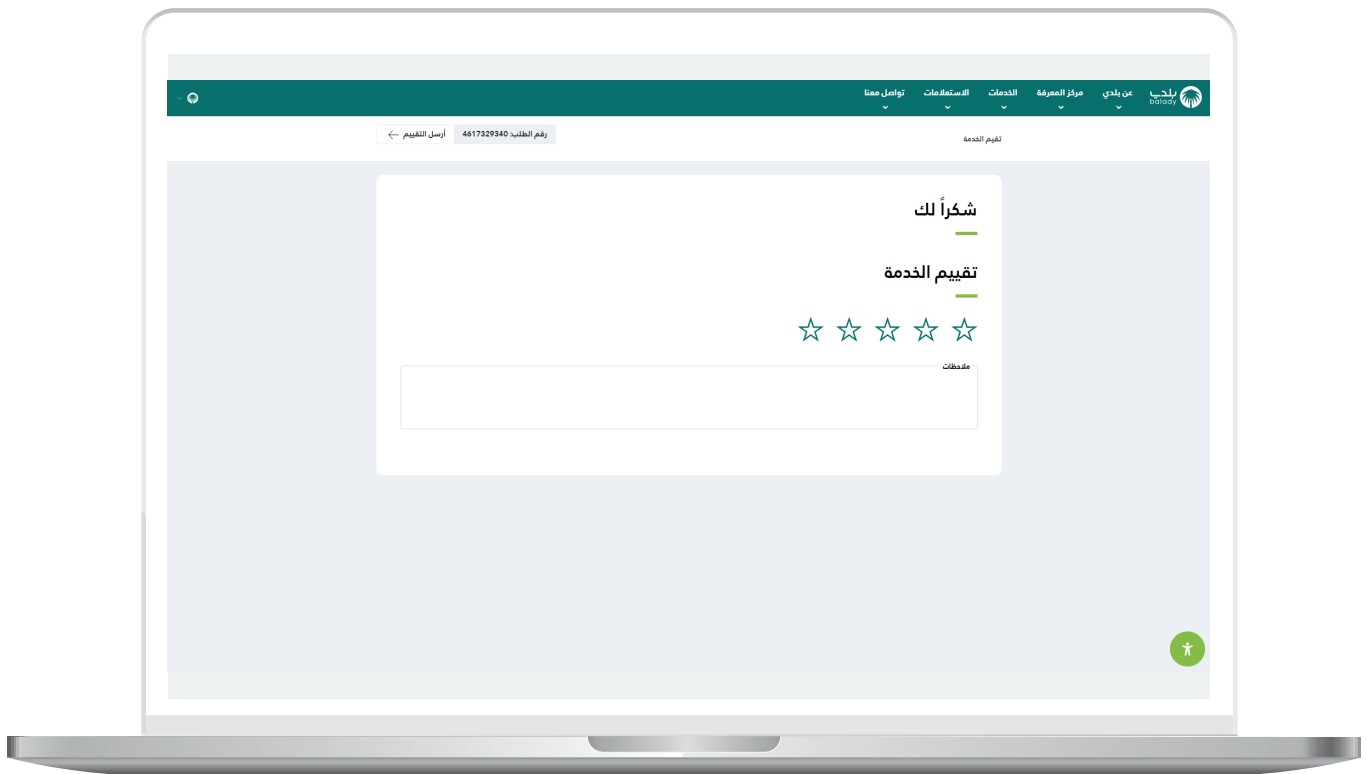 بلدي
balady
عن بلدي
مركز المعرفة
الخدمات
الاستعلامات
تواصل معنا
تقيم الخدمة
رقم الطلب: 4617329340
أرسل التقييم
شكراً لك
تقييم الخدمة
ملاحظات